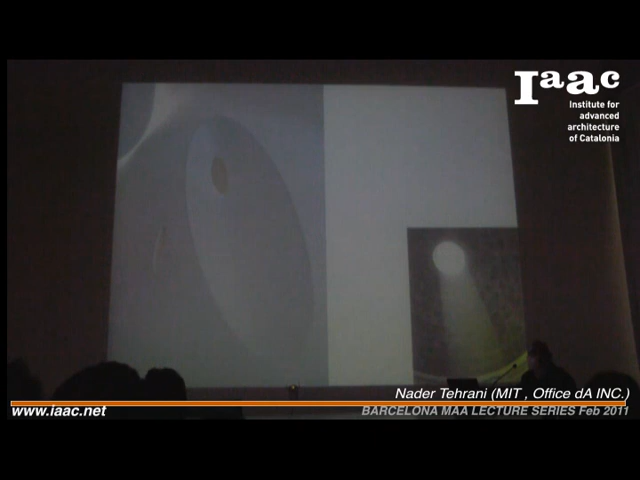 Iaac
Institute for
advanced
architecture
of Catalonia
Nader Tehrani (MIT , Office dA INC.)
www.iaac.net
BARCELONA MAA LECTURE SERIES Feb 2011